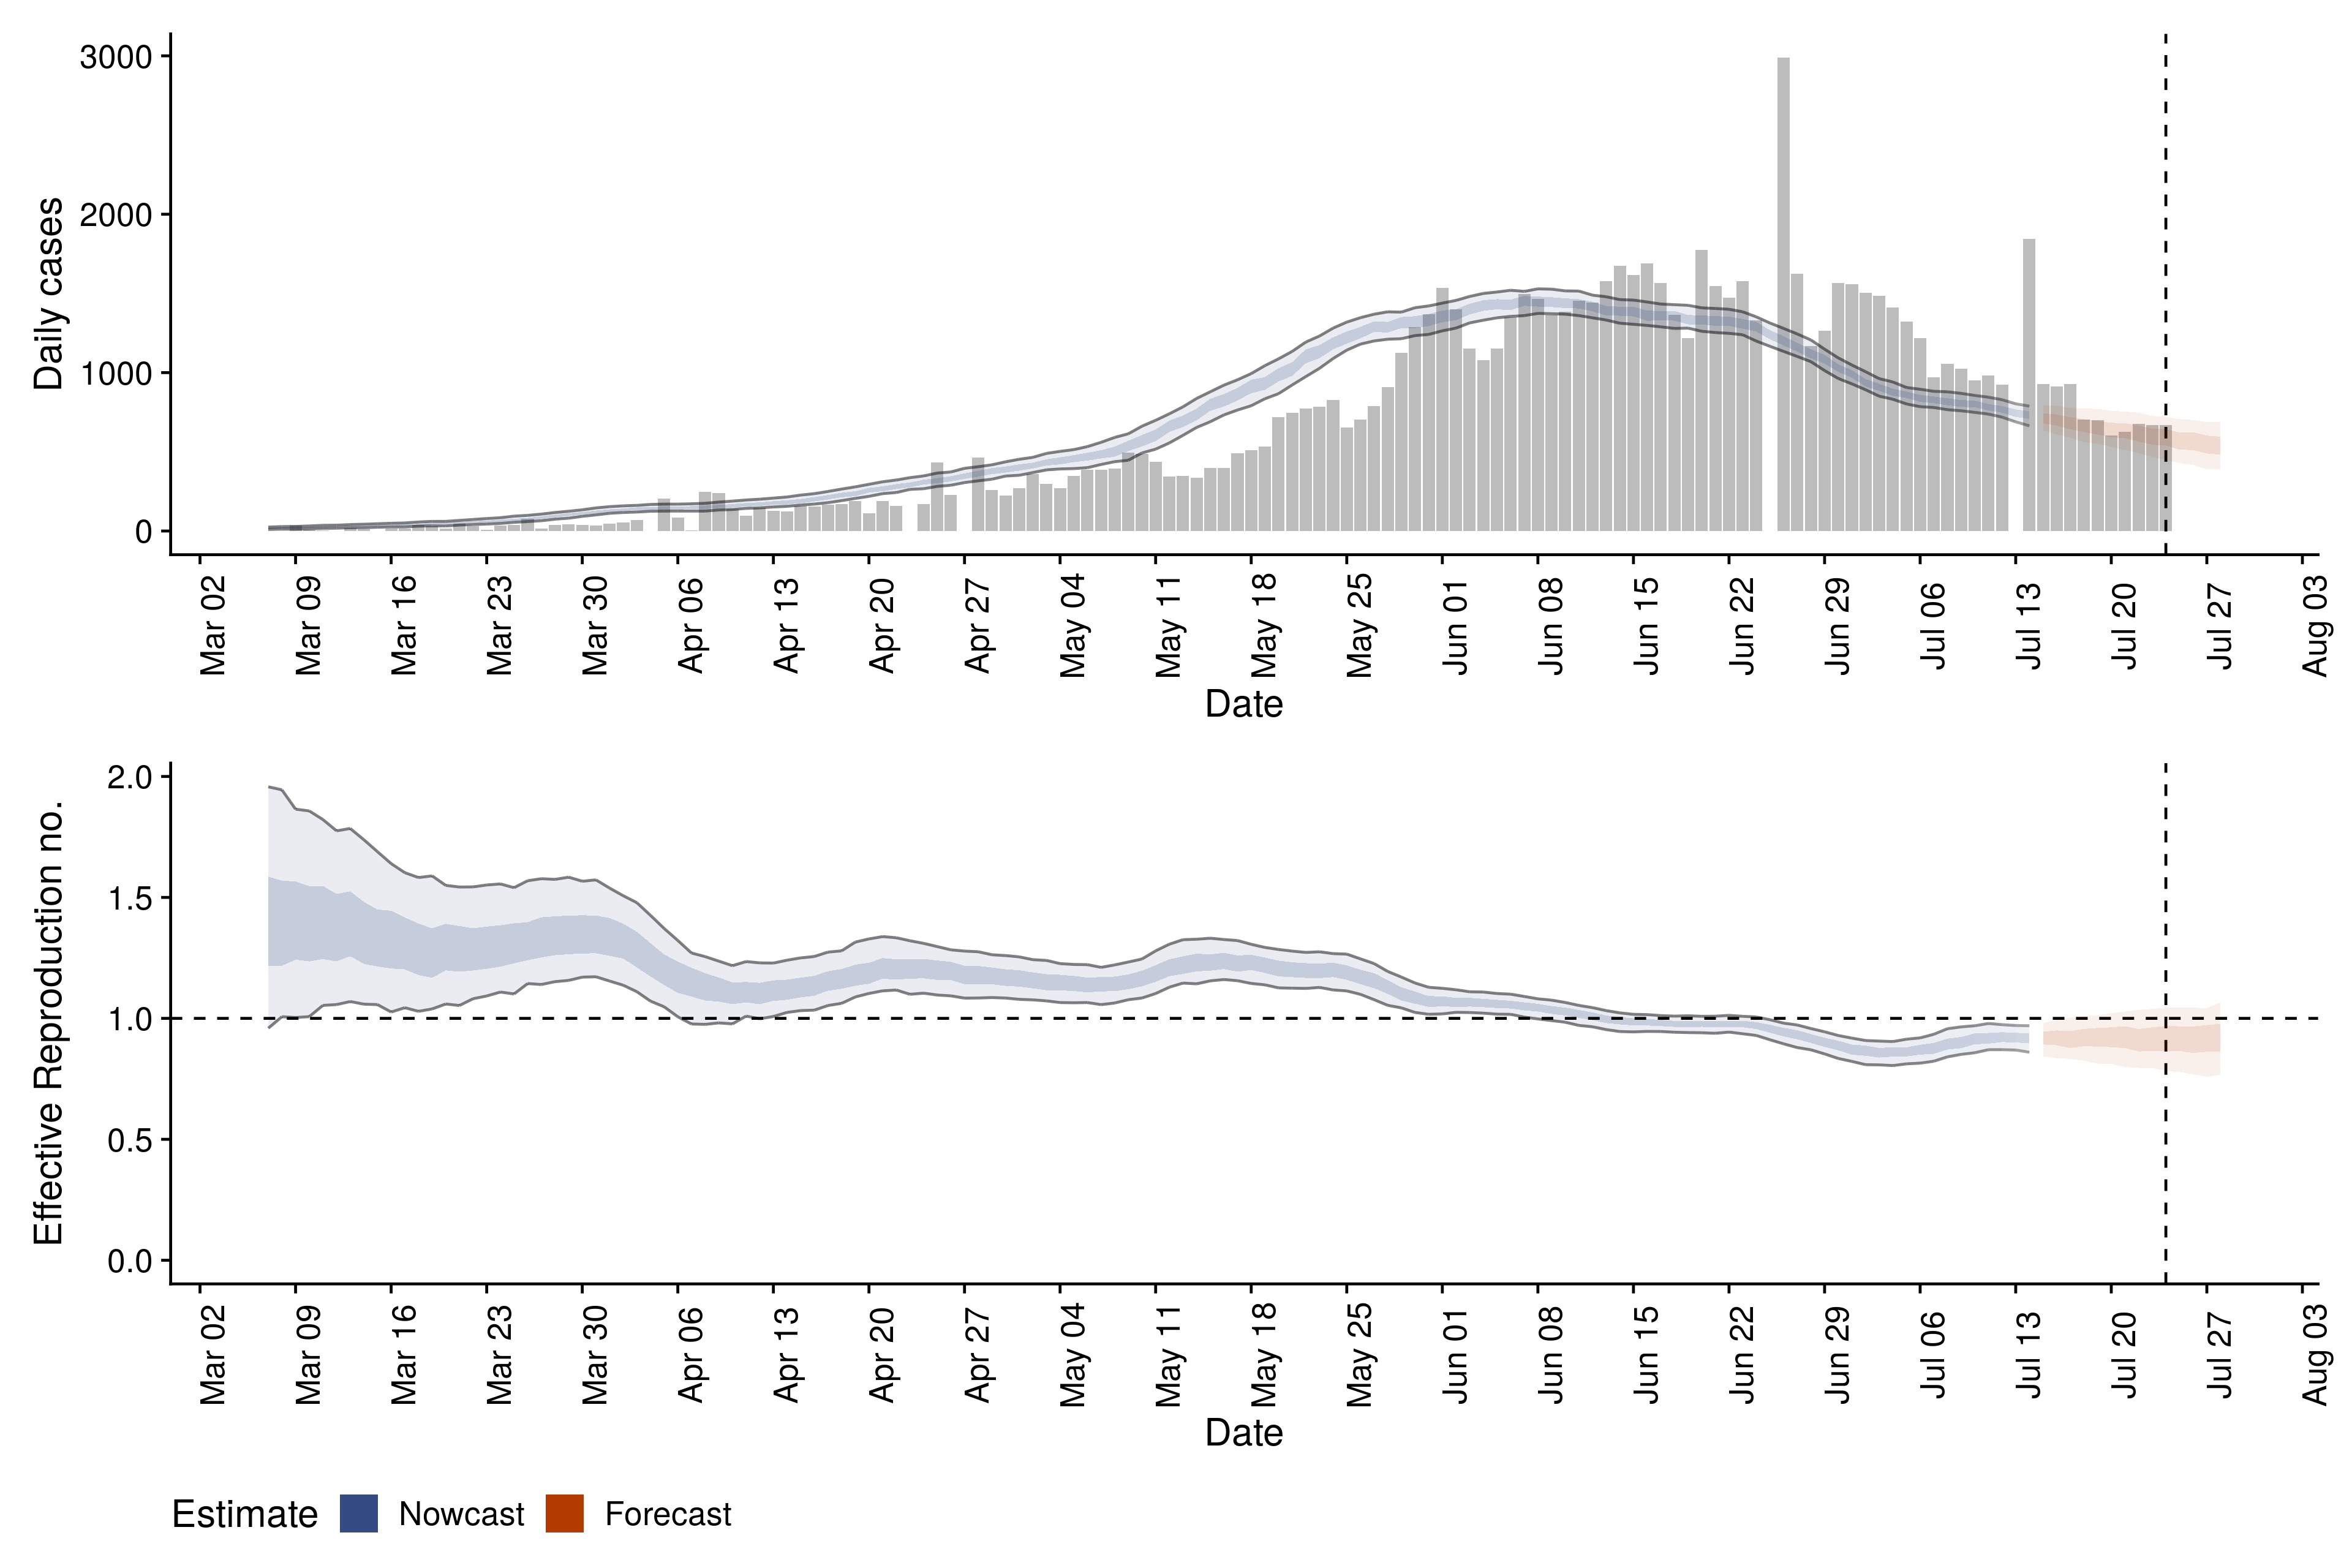 Daily cases
3000
2000
1000
0
Mar 02 Mar 09 Mar 16 Mar 23 Mar 30 Apr 06 Apr 13 Apr 20 Apr 27 May 04 May 11 May 18 May 25 Jun 01 Jun 08 Jun 15 Jun 22 Jun 29 Jul 06 Jul 13 Jul 20 Jul 27 Aug 03
Date
Effective Reproduction no.
2.0
1.5
1.0
0.5
0.0
Mar 02 Mar 09 Mar 16 Mar 23 Mar 30 Apr 06 Apr 13 Apr 20 Apr 27 May 04 May 11 May 18 May 25 Jun 01 Jun 08 Jun 15 Jun 22 Jun 29 Jul 06 Jul 13 Jul 20 Jul 27 Aug 03
Date
Estimate Nowcast Forecast